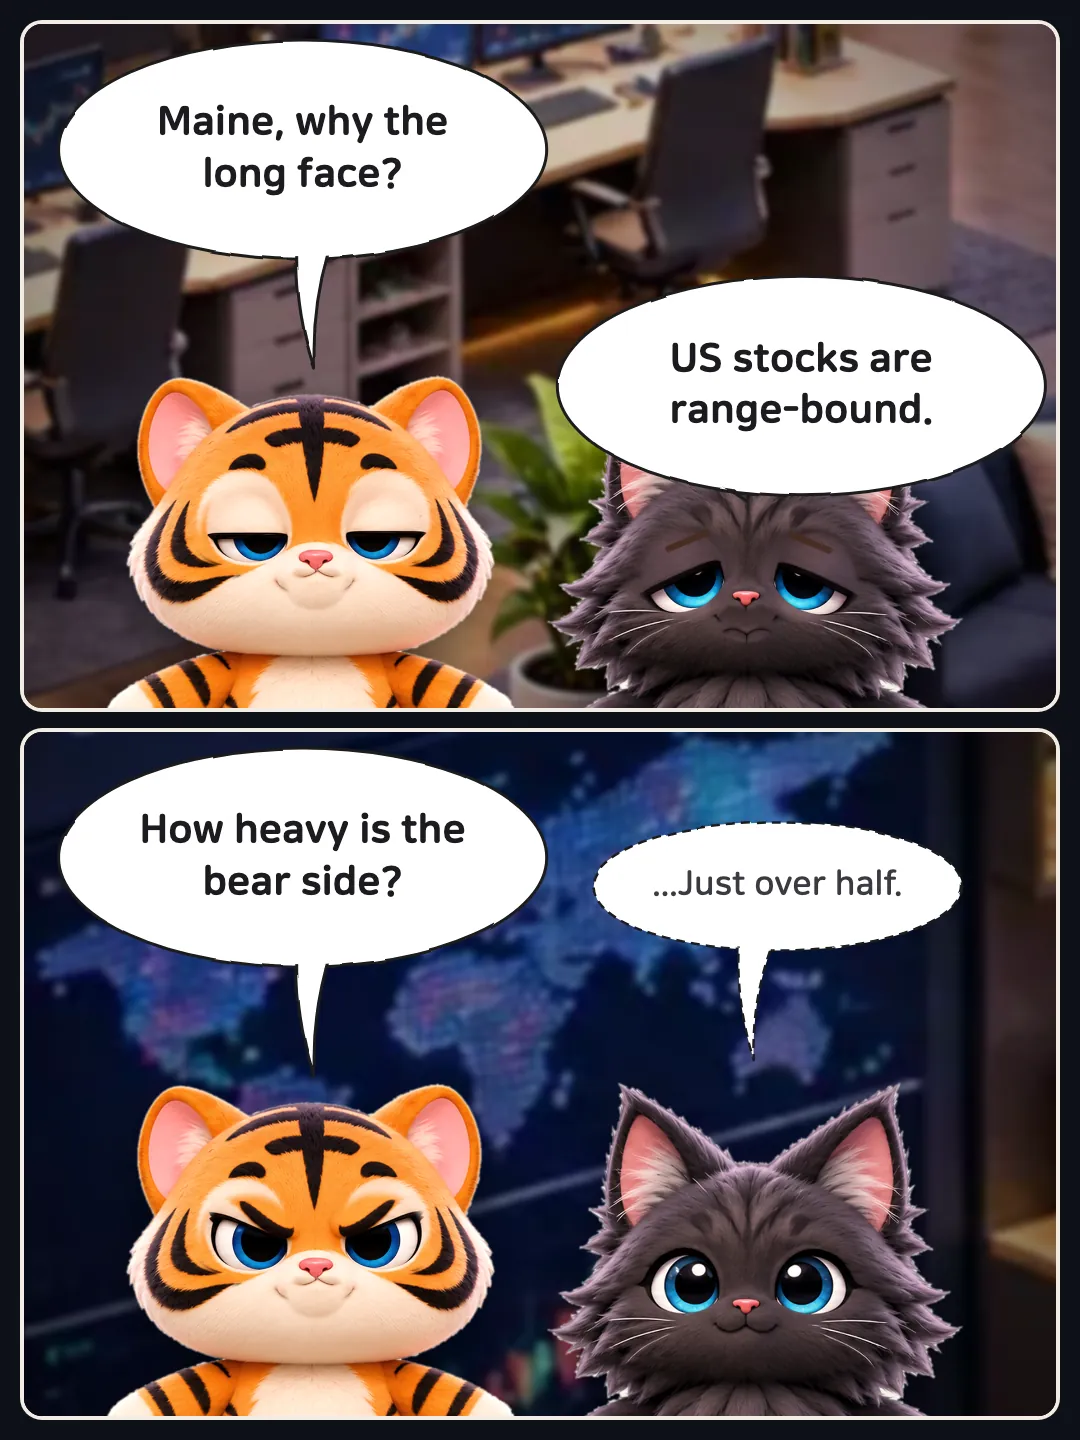 Maine, why the
long face?
US stocks are
range-bound.
How heavy is the
bear side?
...Just over half.